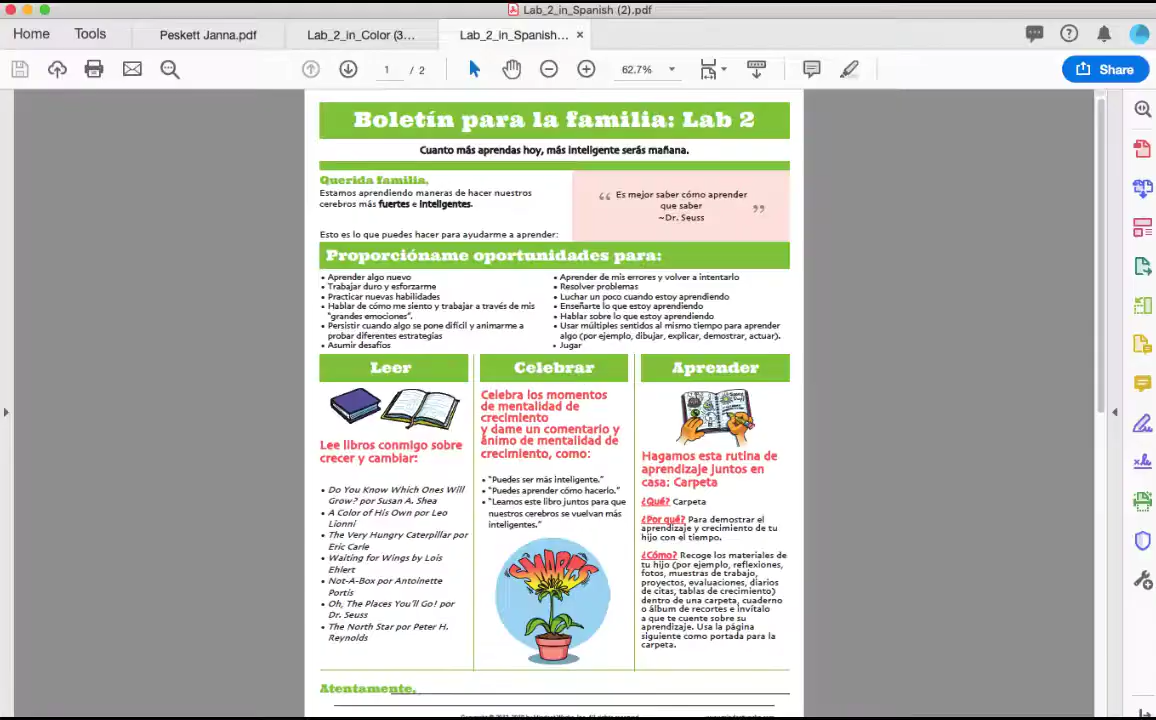 Lab_2_in_Spanish (2).pdf
Home
Tools
Peskett Janna.pdf
Lab_2_in_Color (3...
Lab_2_in_Spanish... ×
1 / 2
62.7%
Share
Boletín para la familia: Lab 2
Cuanto más aprendas hoy, más inteligente serás mañana.
Querida familia,
Estamos aprendiendo maneras de hacer nuestros
cerebros más fuertes e inteligentes.
Esto es lo que puedes hacer para ayudarme a aprender:
“ Es mejor saber cómo aprender
que saber ”
~Dr. Seuss
Proporcióname oportunidades para:
• Aprender algo nuevo
• Trabajar duro y esforzarme
• Practicar nuevas habilidades
• Hablar de cómo me siento y trabajar a través de mis
“grandes emociones”.
• Persistir cuando algo se pone difícil y animarme a
probar diferentes estrategias
• Asumir desafíos
• Aprender de mis errores y volver a intentarlo
• Resolver problemas
• Luchar un poco cuando estoy aprendiendo
• Enseñarte lo que estoy aprendiendo
• Hablar sobre lo que estoy aprendiendo
• Usar múltiples sentidos al mismo tiempo para aprender
algo (por ejemplo, dibujar, explicar, demostrar, actuar).
• Jugar
Leer
Lee libros conmigo sobre
crecer y cambiar:
• Do You Know Which Ones Will
Grow? por Susan A. Shea
• A Color of His Own por Leo
Lionni
• The Very Hungry Caterpillar por
Eric Carle
• Waiting for Wings by Lois
Ehlert
• Not-A-Box por Antoinette
Portis
• Oh, The Places You’ll Go! por
Dr. Seuss
• The North Star por Peter H.
Reynolds
Celebrar
Celebra los momentos
de mentalidad de
crecimiento
y dame un comentario y
ánimo de mentalidad de
crecimiento, como:
• “Puedes ser más inteligente.”
• “Puedes aprender cómo hacerlo.”
• “Leamos este libro juntos para que
nuestros cerebros se vuelvan más
inteligentes.”
SMARTS
Aprender
Hagamos esta rutina de
aprendizaje juntos en
casa: Carpeta
¿Qué? Carpeta
¿Por qué? Para demostrar el
aprendizaje y crecimiento de tu
hijo con el tiempo.
¿Cómo? Recoge los materiales de
tu hijo (por ejemplo, reflexiones,
fotos, muestras de trabajo,
proyectos, evaluaciones, diarios
de citas, tablas de crecimiento)
dentro de una carpeta, cuaderno
o álbum de recortes e invítalo
a que te cuente sobre su
aprendizaje. Usa la página
siguiente como portada para la
carpeta.
Atentamente,